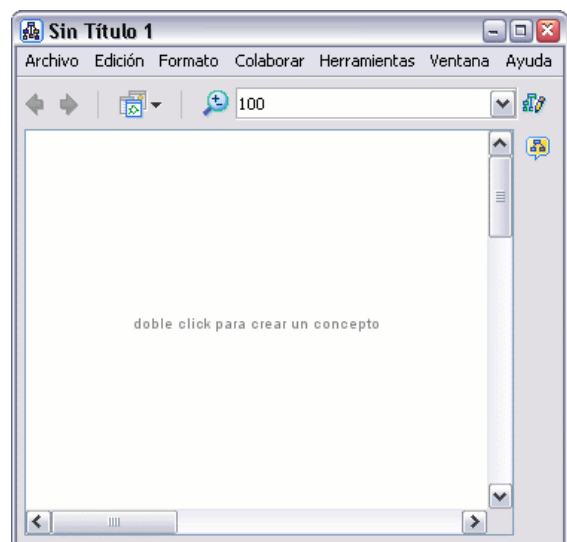 Sin Título 1
Archivo Edición Formato Colaborar Herramientas Ventana Ayuda
100
doble click para crear un concepto